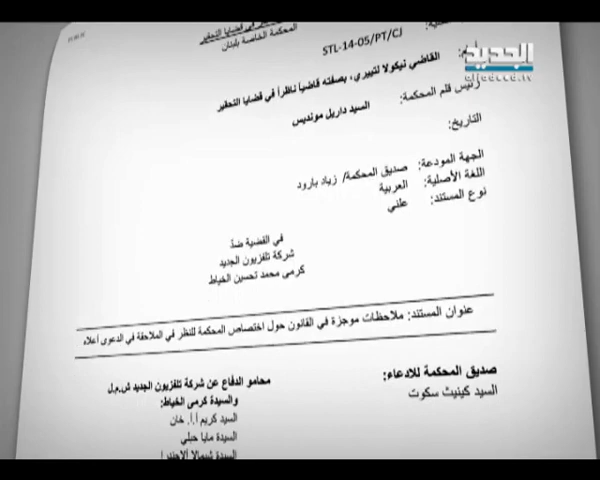 المحكمة الخاصة بلبنان
STL-14-05/PT/CJ
الجديد
aljadeed.tv
القاضي نيكولا لتييري، بصفته قاضياً ناظراً في قضايا التحقير
رئيس قلم المحكمة:
السيد داريل مونديس
التاريخ:
الجهة المودعة: صديق المحكمة/ زياد بارود
اللغة الأصلية: العربية
نوع المستند: علني
في القضية ضدّ
شركة تلفزيون الجديد
كرمى محمد تحسين الخياط
عنوان المستند: ملاحظات موجزة في القانون حول اختصاص المحكمة للنظر في الملاحقة في الدعوى أعلاه
صديق المحكمة للادعاء:
السيد كينيث سكوت
محامو الدفاع عن شركة تلفزيون الجديد ش.م.ل
والسيدة كرمى الخياط:
السيد كريم أ.أ. خان
السيدة مايا حبلي